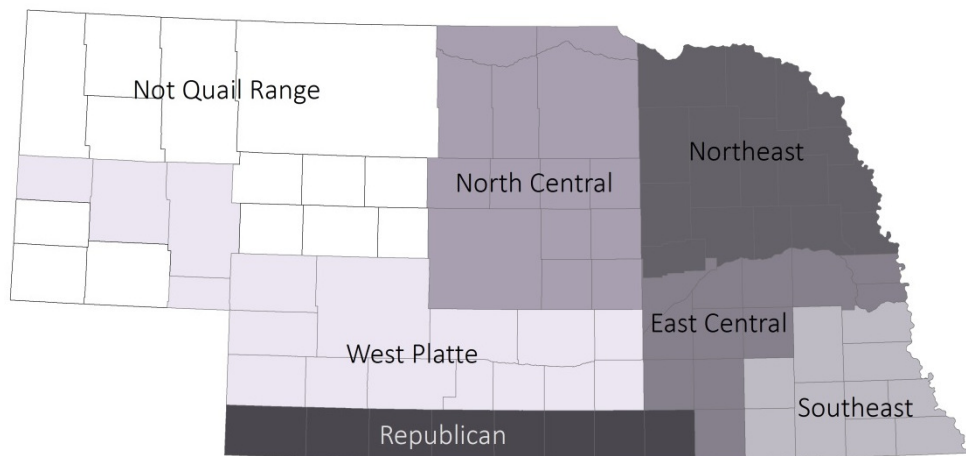 Not Quail Range
Northeast
North Central
East Central
West Platte
Southeast
Republican